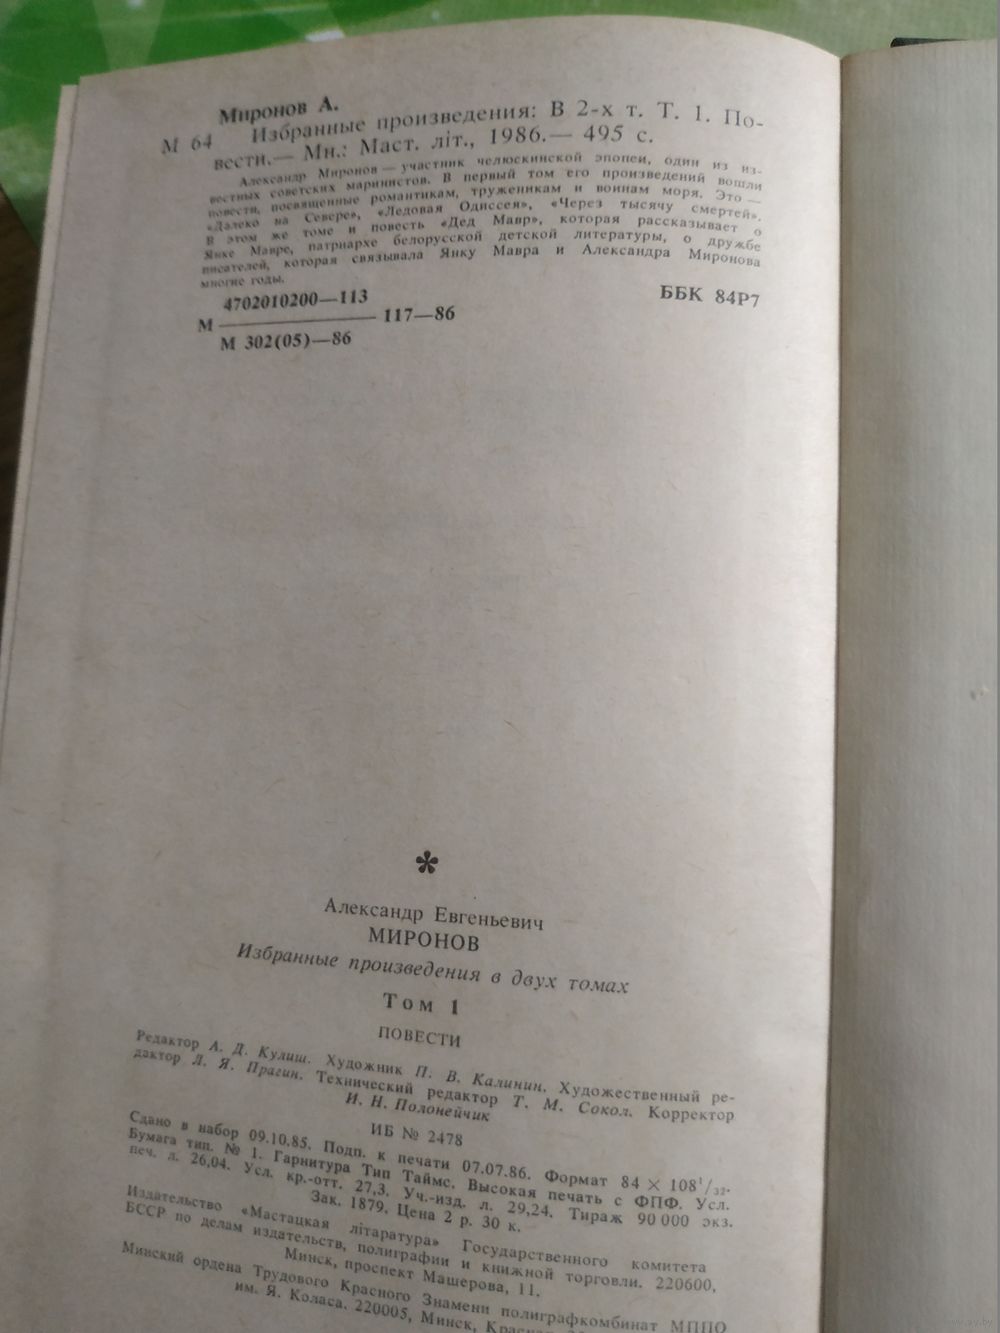 Миронов А.
М 64 Избранные произведения: В 2-х т. Т. 1. По-
вести.— Мн.: Маст. літ., 1986.— 495 с.
Александр Миронов — участник челюскинской эпопеи, один из из-
вестных советских маринистов. В первый том его произведений вошли
повести, посвященные романтикам, труженикам и воинам моря. Это —
«Далеко на Севере», «Ледовая Одиссея», «Через тысячу смертей».
В этом же томе и повесть «Дед Мавр», которая рассказывает о
Янке Мавре, патриархе белорусской детской литературы, о дружбе
писателей, которая связывала Янку Мавра и Александра Миронова
многие годы.
4702010200—113
М ———— 117—86
М 302(05)—86
ББК 84Р7
*
Александр Евгеньевич
МИРОНОВ
Избранные произведения в двух томах
Том 1
ПОВЕСТИ
Редактор А. Д. Кулиш. Художник П. В. Калинин. Художественный ре-
дактор Л. Я. Прагин. Технический редактор Т. М. Сокол. Корректор
И. Н. Полонейчик
ИБ № 2478
Сдано в набор 09.10.85. Подп. к печати 07.07.86. Формат 84 × 108¹/₃₂.
Бумага тип. № 1. Гарнитура Тип Таймс. Высокая печать с ФПФ. Усл.
печ. л. 26,04. Усл. кр.-отт. 27,3. Уч.-изд. л. 29,24. Тираж 90 000 экз.
Зак. 1879. Цена 2 р. 30 к.
Издательство «Мастацкая літаратура» Государственного комитета
БССР по делам издательств, полиграфии и книжной торговли. 220600,
Минск, проспект Машерова, 11.
Минский ордена Трудового Красного Знамени полиграфкомбинат МППО
им. Я. Коласа. 220005, Минск,